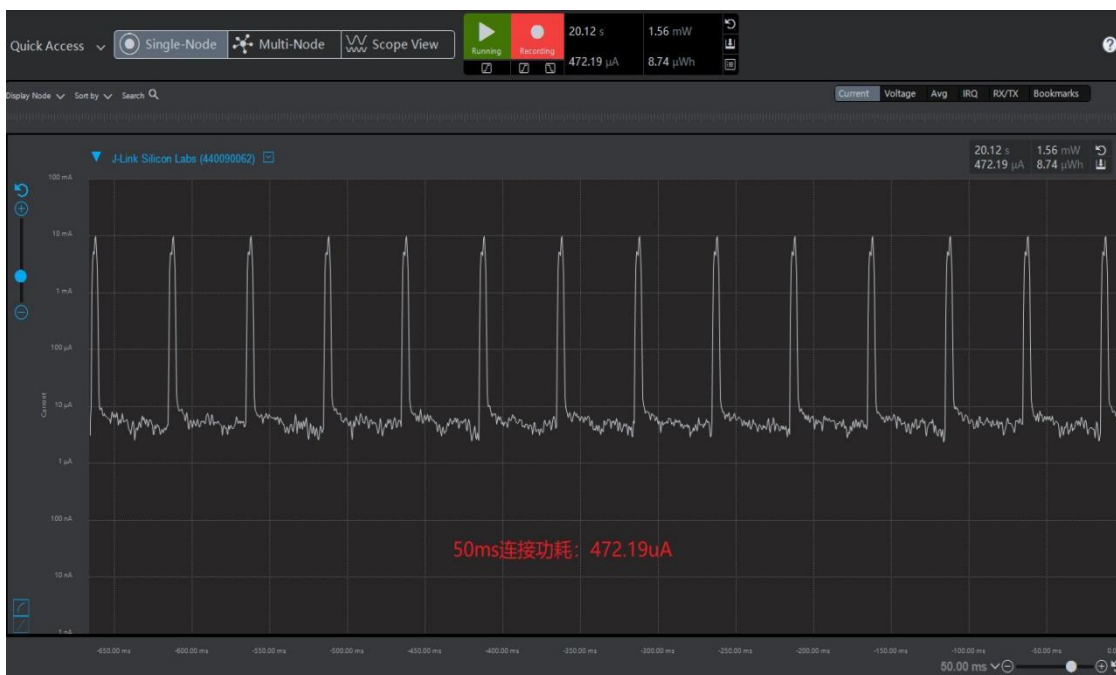 Quick Access
Single-Node
Multi-Node
Scope View
Running
Recording
20.12 s
1.56 mW
472.19 µA
8.74 µWh
Display Node
Sort by
Search
Current
Voltage
Avg
IRQ
RX/TX
Bookmarks
J-Link Silicon Labs (440090062)
20.12 s
1.56 mW
472.19 µA
8.74 µWh
100 mA
10 mA
1 mA
100 µA
10 µA
1 µA
100 nA
10 nA
1 nA
Current
50ms连接功耗：472.19uA
-650.00 ms
-600.00 ms
-550.00 ms
-500.00 ms
-450.00 ms
-400.00 ms
-350.00 ms
-300.00 ms
-250.00 ms
-200.00 ms
-150.00 ms
-100.00 ms
-50.00 ms
50.00 ms